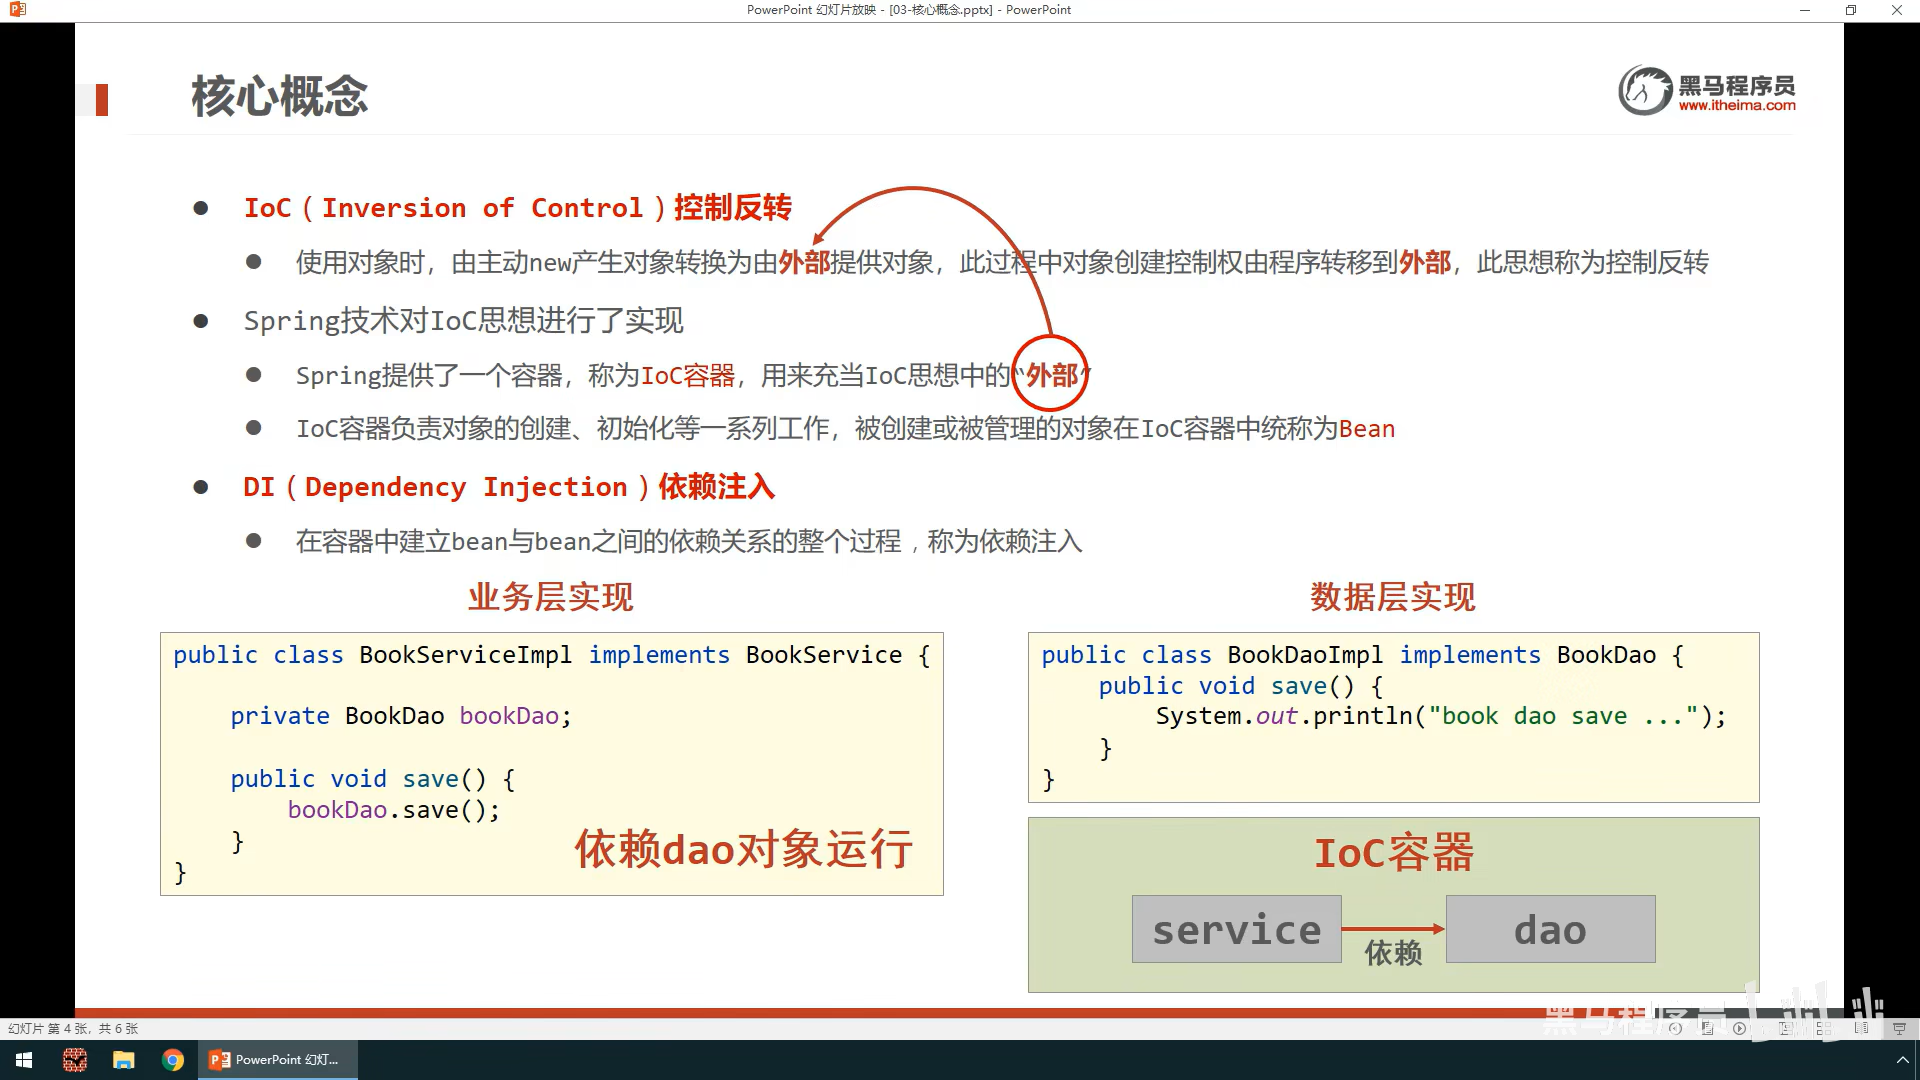 PowerPoint 幻灯片放映 - [03-核心概念.pptx] - PowerPoint
核心概念
黑马程序员
www.itheima.com
IoC（Inversion of Control）控制反转
使用对象时，由主动new产生对象转换为由外部提供对象，此过程中对象创建控制权由程序转移到外部，此思想称为控制反转
Spring技术对IoC思想进行了实现
Spring提供了一个容器，称为IoC容器，用来充当IoC思想中的“外部”
IoC容器负责对象的创建、初始化等一系列工作，被创建或被管理的对象在IoC容器中统称为Bean
DI（Dependency Injection）依赖注入
在容器中建立bean与bean之间的依赖关系的整个过程，称为依赖注入
业务层实现
public class BookServiceImpl implements BookService {
private BookDao bookDao;
public void save() {
bookDao.save();
}
}
依赖dao对象运行
数据层实现
public class BookDaoImpl implements BookDao {
public void save() {
System.out.println("book dao save ...");
}
}
IoC容器
service
依赖
dao
黑马程序员
幻灯片 第 4 张，共 6 张
PowerPoint 幻灯...